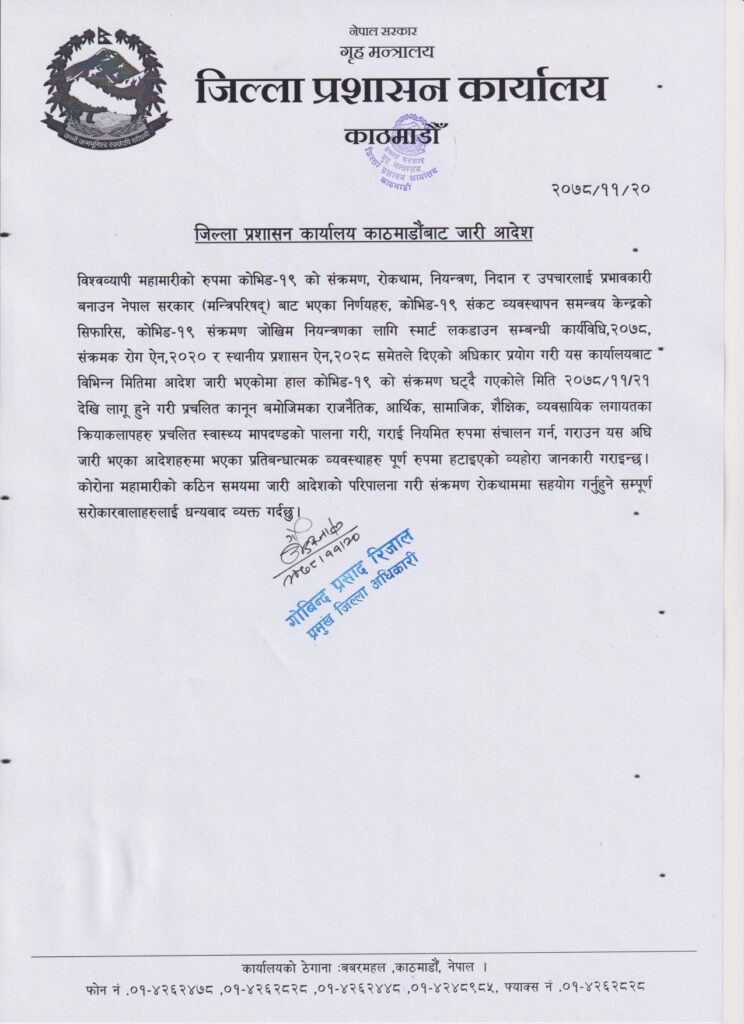 नेपाल सरकार
गृह मन्त्रालय
जिल्ला प्रशासन कार्यालय
काठमाडौँ
नेपाल सरकार
गृह मन्त्रालय
जिल्ला प्रशासन कार्यालय
काठमाडौं
२०७८/११/२०
जिल्ला प्रशासन कार्यालय काठमाडौंबाट जारी आदेश
विश्वव्यापी महामारीको रुपमा कोभिड-१९ को संक्रमण, रोकथाम, नियन्त्रण, निदान र उपचारलाई प्रभावकारी
बनाउन नेपाल सरकार (मन्त्रिपरिषद्) बाट भएका निर्णयहरु, कोभिड-१९ संकट व्यवस्थापन समन्वय केन्द्रको
सिफारिस, कोभिड-१९ संक्रमण जोखिम नियन्त्रणका लागि स्मार्ट लकडाउन सम्बन्धी कार्यविधि,२०७८,
संक्रमक रोग ऐन,२०२० र स्थानीय प्रशासन ऐन,२०२८ समेतले दिएको अधिकार प्रयोग गरी यस कार्यालयबाट
विभिन्न मितिमा आदेश जारी भएकोमा हाल कोभिड-१९ को संक्रमण घट्दै गएकोले मिति २०७८/११/२१
देखि लागू हुने गरी प्रचलित कानून बमोजिमका राजनैतिक, आर्थिक, सामाजिक, शैक्षिक, व्यवसायिक लगायतका
क्रियाकलापहरु प्रचलित स्वास्थ्य मापदण्डको पालना गरी, गराई नियमित रुपमा संचालन गर्न, गराउन यस अघि
जारी भएका आदेशहरुमा भएका प्रतिबन्धात्मक व्यवस्थाहरु पूर्ण रुपमा हटाइएको व्यहोरा जानकारी गराइन्छ।
कोरोना महामारीको कठिन समयमा जारी आदेशको परिपालना गरी संक्रमण रोकथाममा सहयोग गर्नुहुने सम्पूर्ण
सरोकारवालाहरुलाई धन्यवाद व्यक्त गर्दछु।
२०७८।११।२०
गोबिन्द प्रसाद रिजाल
प्रमुख जिल्ला अधिकारी
कार्यालयको ठेगाना :बबरमहल ,काठमाडौं, नेपाल ।
फोन नं .०१-४२६२४७८ ,०१-४२६२८२८ ,०१-४२६२४४८ ,०१-४२४८९८५, फ्याक्स नं .०१-४२६२८२८